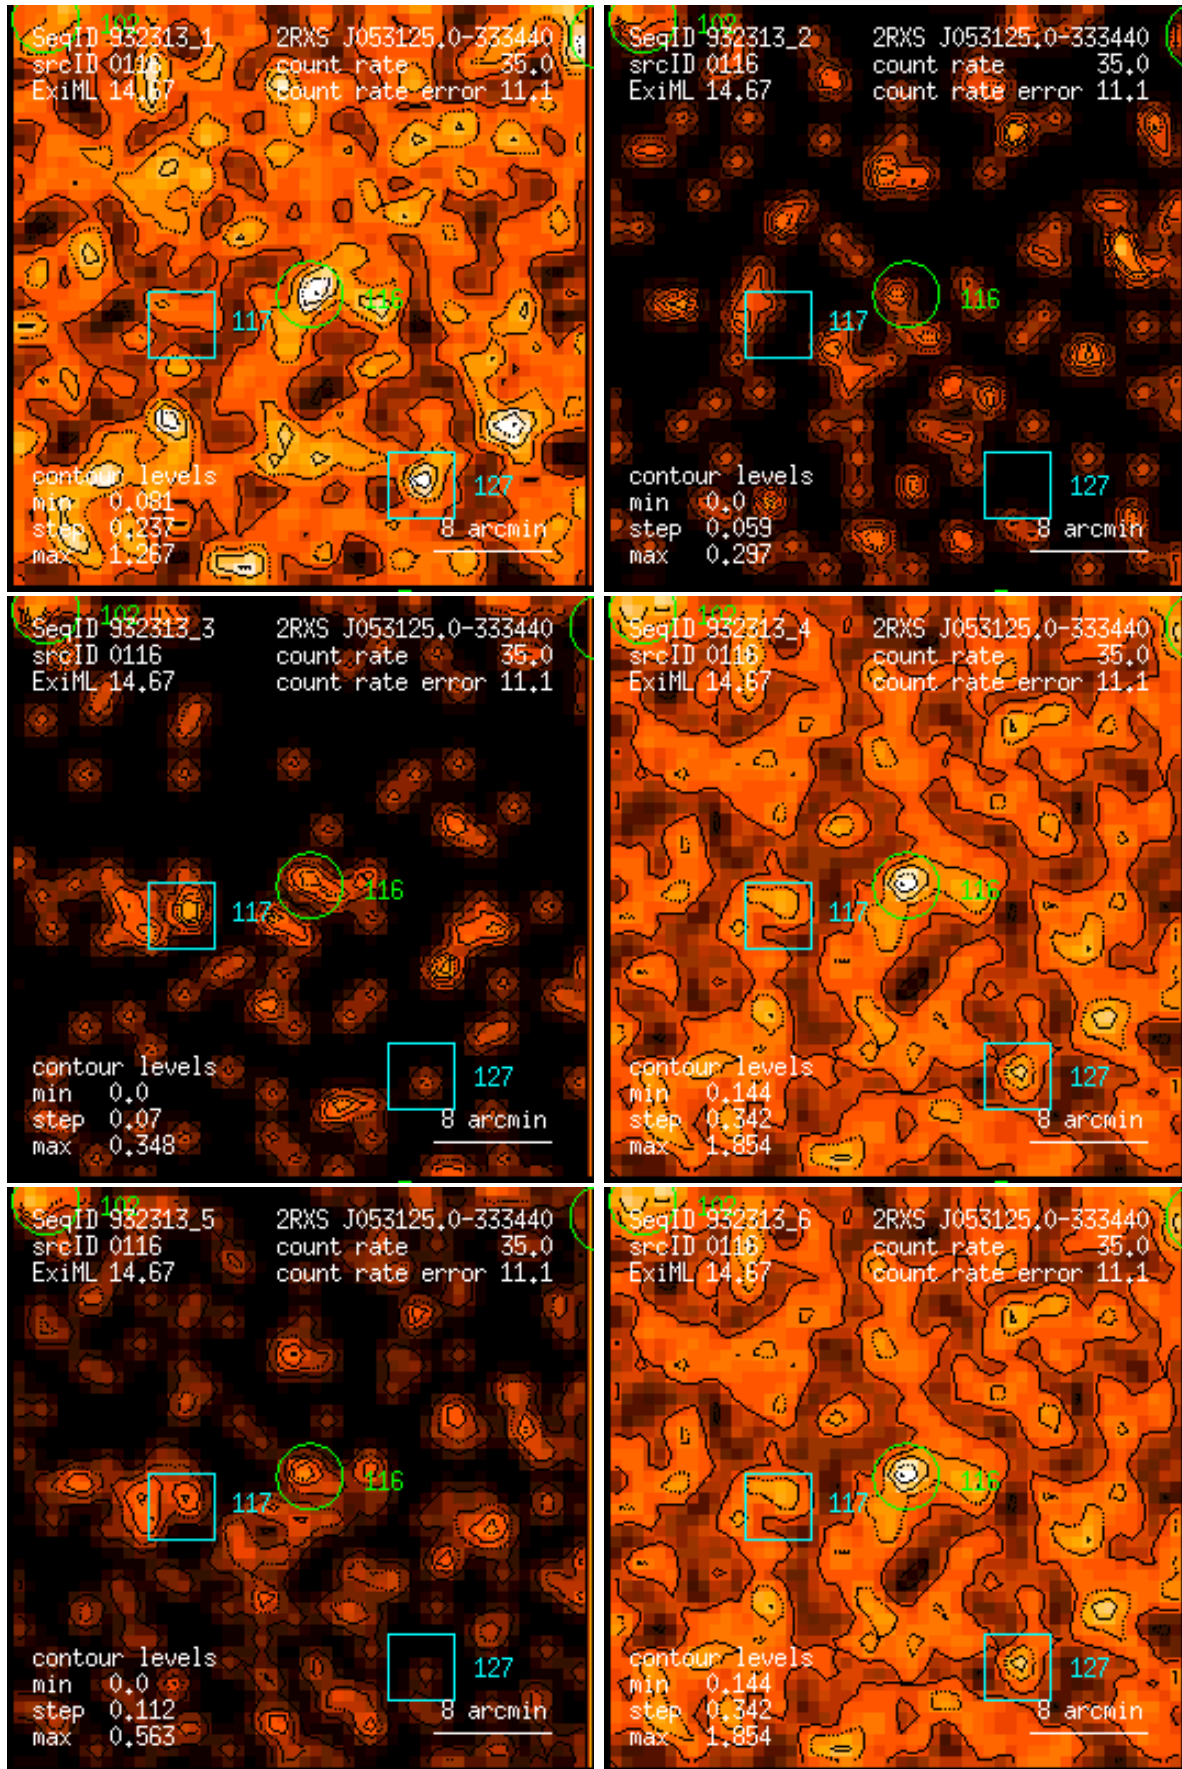 102
SeqID 932313_1 2RXS J053125.0-333440
srcID 0116 count rate 35.0
ExiML 14.67 count rate error 11.1
116
117
contour levels
min 0.081
127
step 0.237
8 arcmin
max 1.267
102
SeqID 932313_2 2RXS J053125.0-333440
srcID 0116 count rate 35.0
ExiML 14.67 count rate error 11.1
116
117
contour levels
min 0.0
127
step 0.059
8 arcmin
max 0.297
102
SeqID 932313_3 2RXS J053125.0-333440
srcID 0116 count rate 35.0
ExiML 14.67 count rate error 11.1
116
117
contour levels
min 0.0
127
step 0.07
8 arcmin
max 0.348
102
SeqID 932313_4 2RXS J053125.0-333440
srcID 0116 count rate 35.0
ExiML 14.67 count rate error 11.1
116
117
contour levels
min 0.144
127
step 0.342
8 arcmin
max 1.854
102
SeqID 932313_5 2RXS J053125.0-333440
srcID 0116 count rate 35.0
ExiML 14.67 count rate error 11.1
116
117
contour levels
min 0.0
127
step 0.112
8 arcmin
max 0.563
102
SeqID 932313_6 2RXS J053125.0-333440
srcID 0116 count rate 35.0
ExiML 14.67 count rate error 11.1
116
117
contour levels
min 0.144
127
step 0.342
8 arcmin
max 1.854